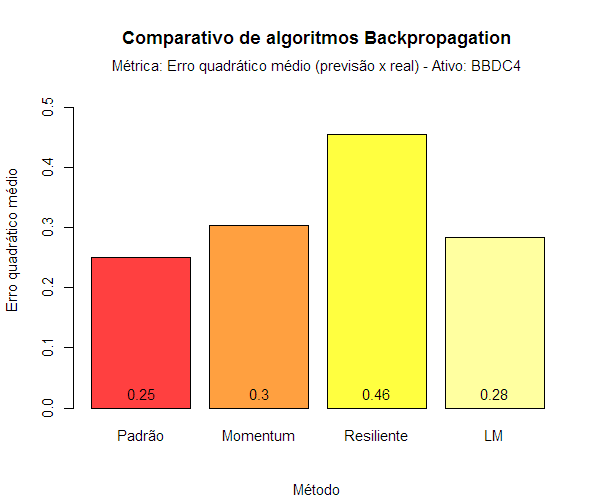 Comparativo de algoritmos Backpropagation
Métrica: Erro quadrático médio (previsão x real) - Ativo: BBDC4
Erro quadrático médio
0.5
0.4
0.3
0.2
0.1
0.0
0.25
0.3
0.46
0.28
Padrão
Momentum
Resiliente
LM
Método